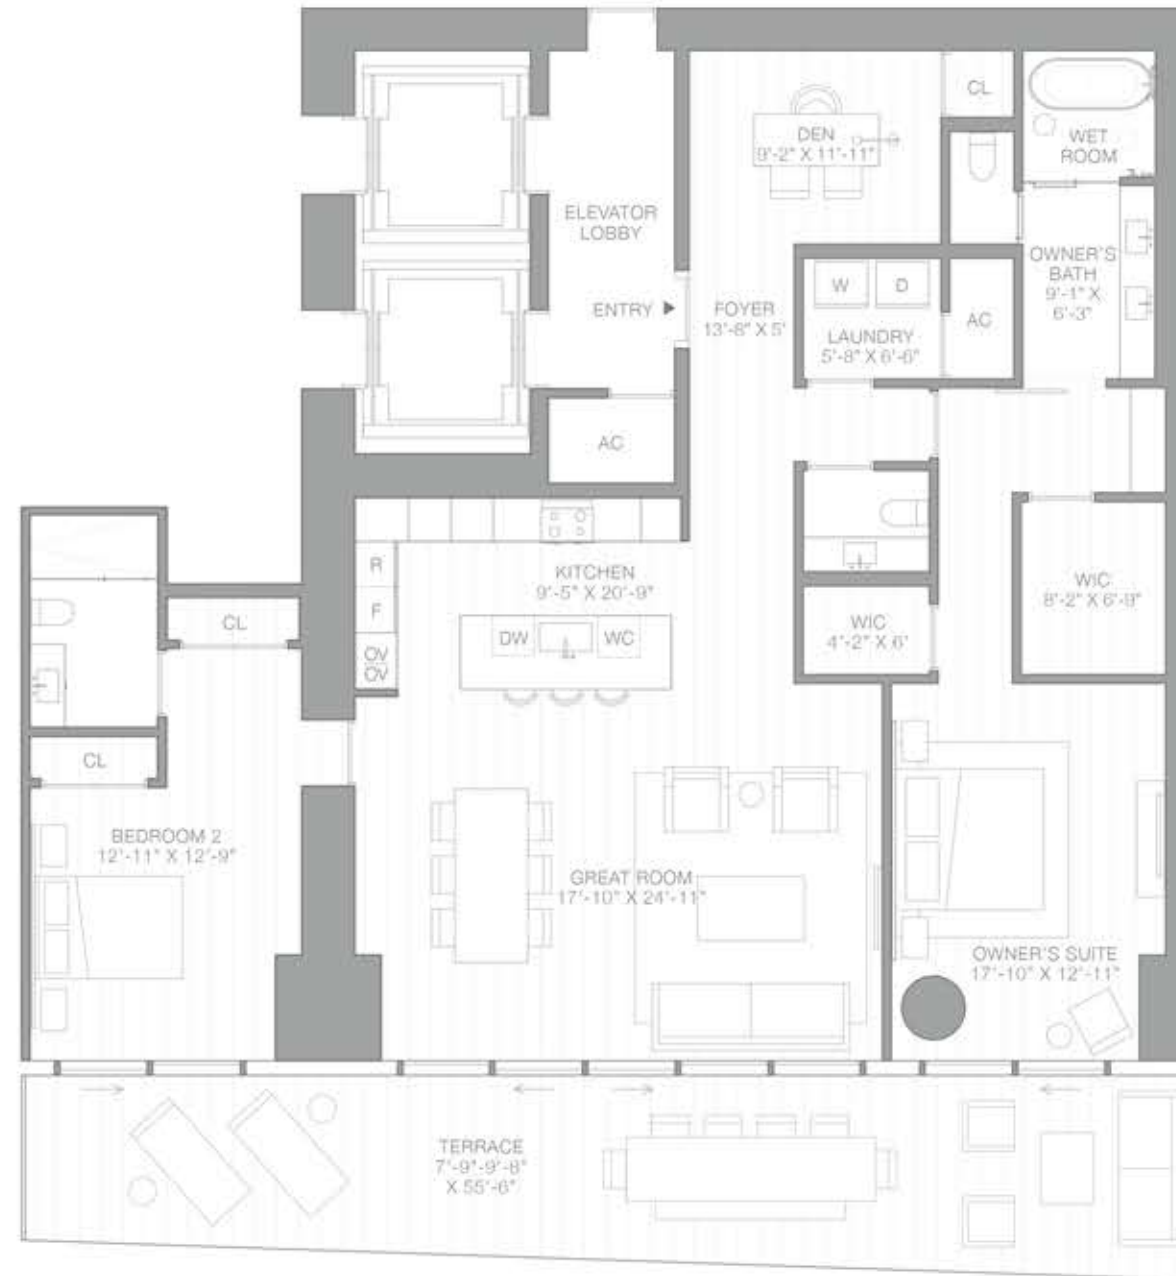 CL
DEN
9'-2" X 11'-11"
WET
ROOM
ELEVATOR
LOBBY
OWNER'S
BATH
9'-1" X
6'-3"
W
D
ENTRY
FOYER
13'-8" X 5'
AC
LAUNDRY
5'-8" X 6'-6"
AC
R
KITCHEN
9'-5" X 20'-9"
WIC
8'-2" X 6'-9"
F
CL
WIC
4'-2" X 6'
DW
WC
OV
OV
CL
BEDROOM 2
12'-11" X 12'-9"
GREAT ROOM
17'-10" X 24'-11"
OWNER'S SUITE
17'-10" X 12'-11"
TERRACE
7'-9"-9'-8"
X 55'-6"